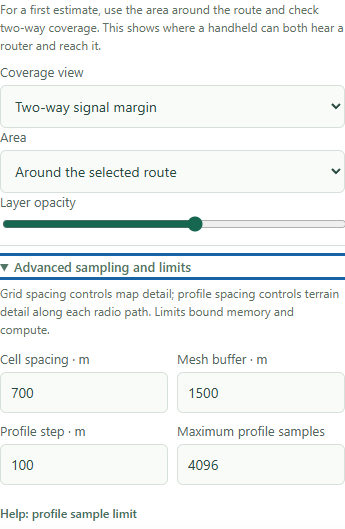 For a first estimate, use the area around the route and check
two-way coverage. This shows where a handheld can both hear a
router and reach it.
Coverage view
Two-way signal margin
Area
Around the selected route
Layer opacity
▼ Advanced sampling and limits
Grid spacing controls map detail; profile spacing controls terrain
detail along each radio path. Limits bound memory and
compute.
Cell spacing · m
Mesh buffer · m
700
1500
Profile step · m
Maximum profile samples
100
4096
Help: profile sample limit